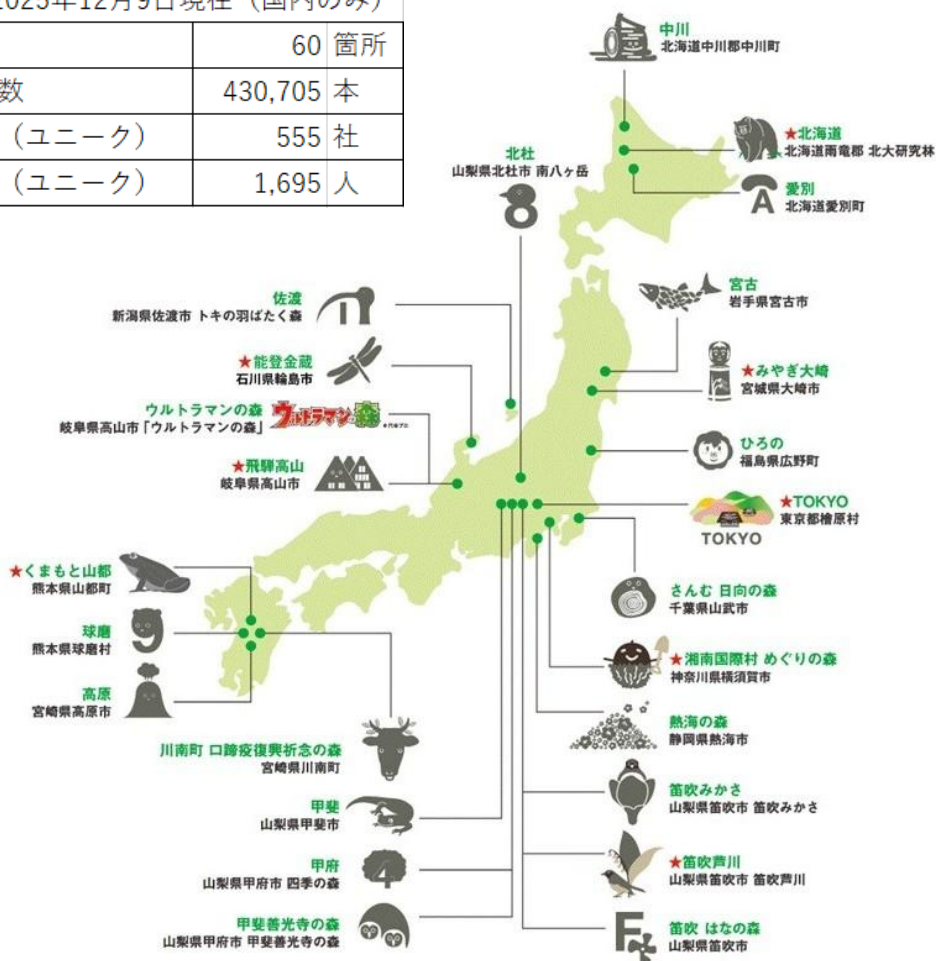 2025年12月9日現在（国内のみ）
60 箇所
数 430,705 本
（ユニーク） 555 社
（ユニーク） 1,695 人
中川
北海道中川郡中川町
★北海道
北海道雨竜郡 北大研究林
愛別
北海道愛別町
A
北杜
山梨県北杜市 南八ヶ岳
8
宮古
岩手県宮古市
佐渡
新潟県佐渡市 トキの羽ばたく森
★能登金蔵
石川県輪島市
★みやぎ大崎
宮城県大崎市
ウルトラマンの森
岐阜県高山市「ウルトラマンの森」
ウルトラマンの森
ひろの
福島県広野町
★飛騨高山
岐阜県高山市
★TOKYO
東京都檜原村
TOKYO
★くまもと山都
熊本県山都町
さんむ 日向の森
千葉県山武市
球磨
熊本県球磨村
9
★湘南国際村 めぐりの森
神奈川県横須賀市
高原
宮崎県高原市
熱海の森
静岡県熱海市
川南町 口蹄疫復興祈念の森
宮崎県川南町
笛吹みかさ
山梨県笛吹市 笛吹みかさ
甲斐
山梨県甲斐市
甲府
山梨県甲府市 四季の森
4
★笛吹芦川
山梨県笛吹市 笛吹芦川
甲斐善光寺の森
山梨県甲府市 甲斐善光寺の森
笛吹 はなの森
山梨県笛吹市
F